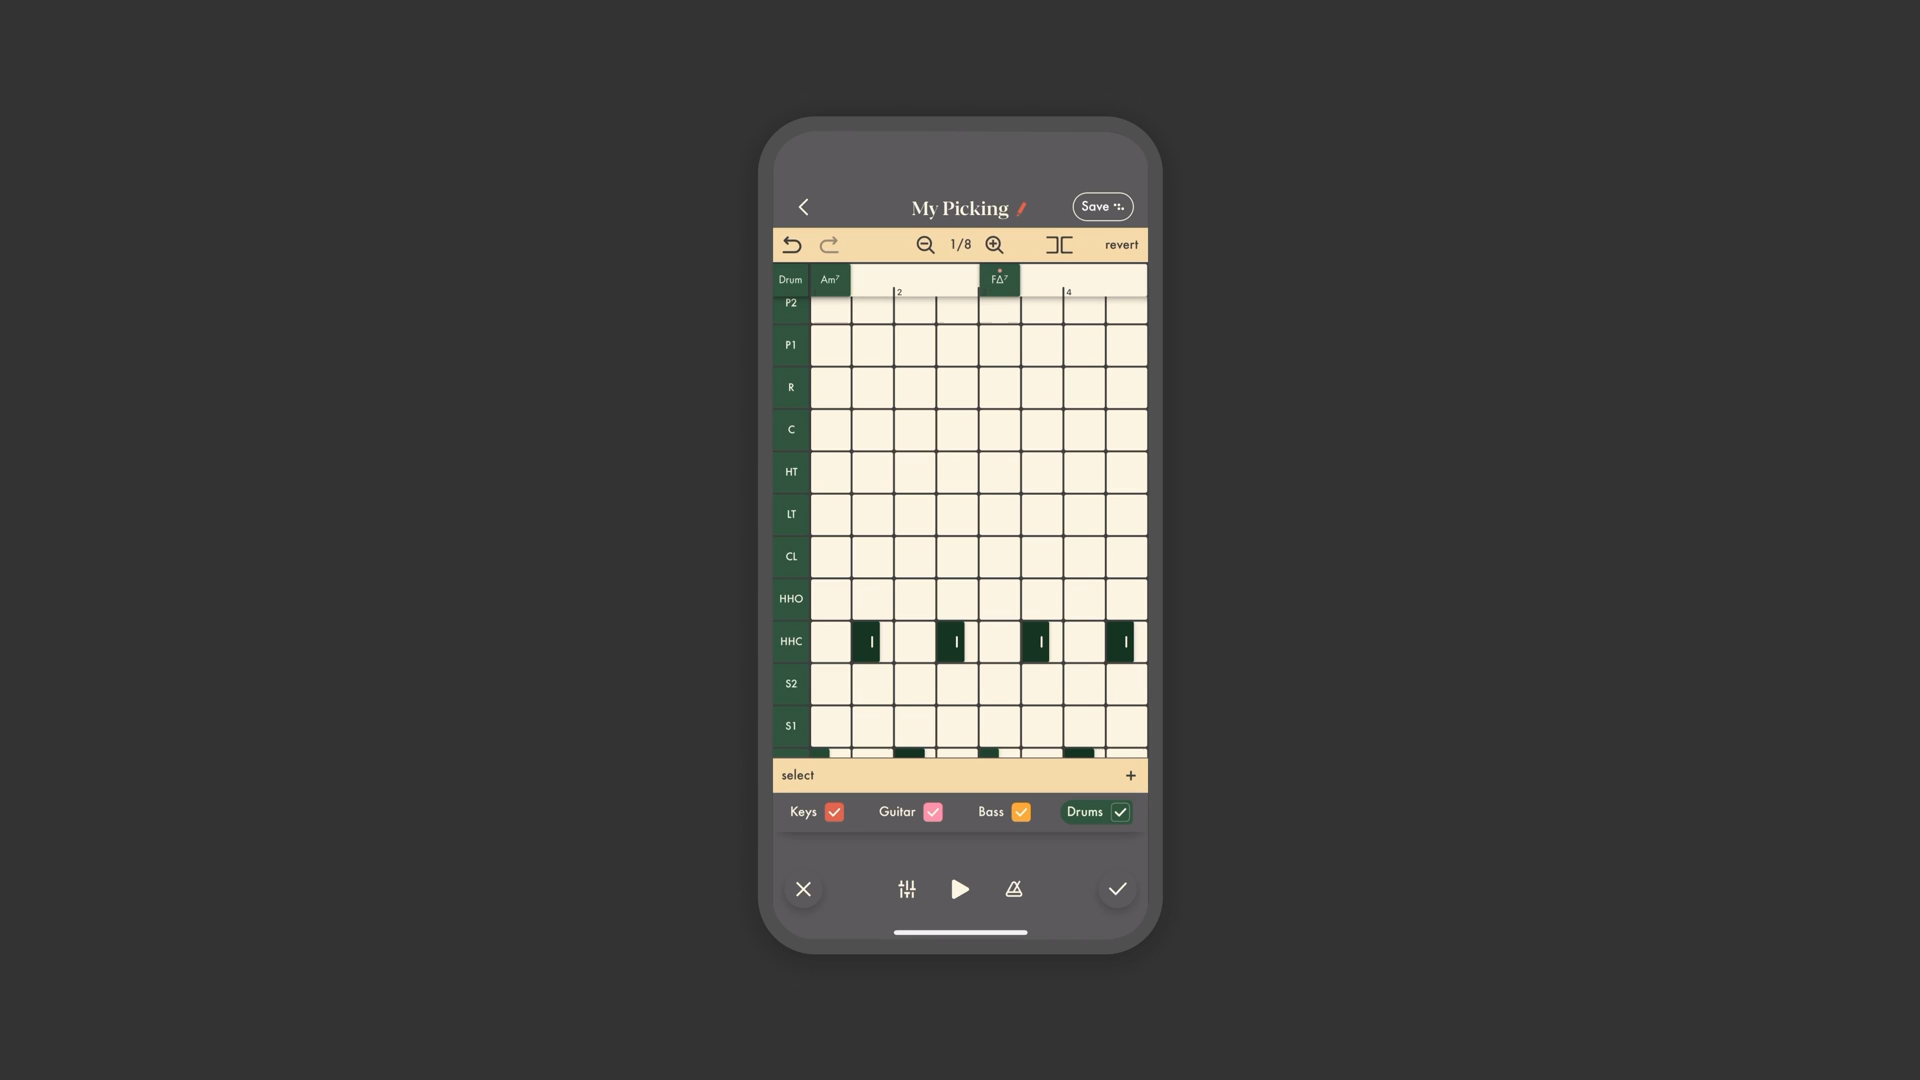 My Picking
Save
1/8
revert
Drum Am⁷ FΔ⁷
2 4
P2
P1
R
C
HT
LT
CL
HHO
HHC
S2
S1
select +
Keys Guitar Bass Drums